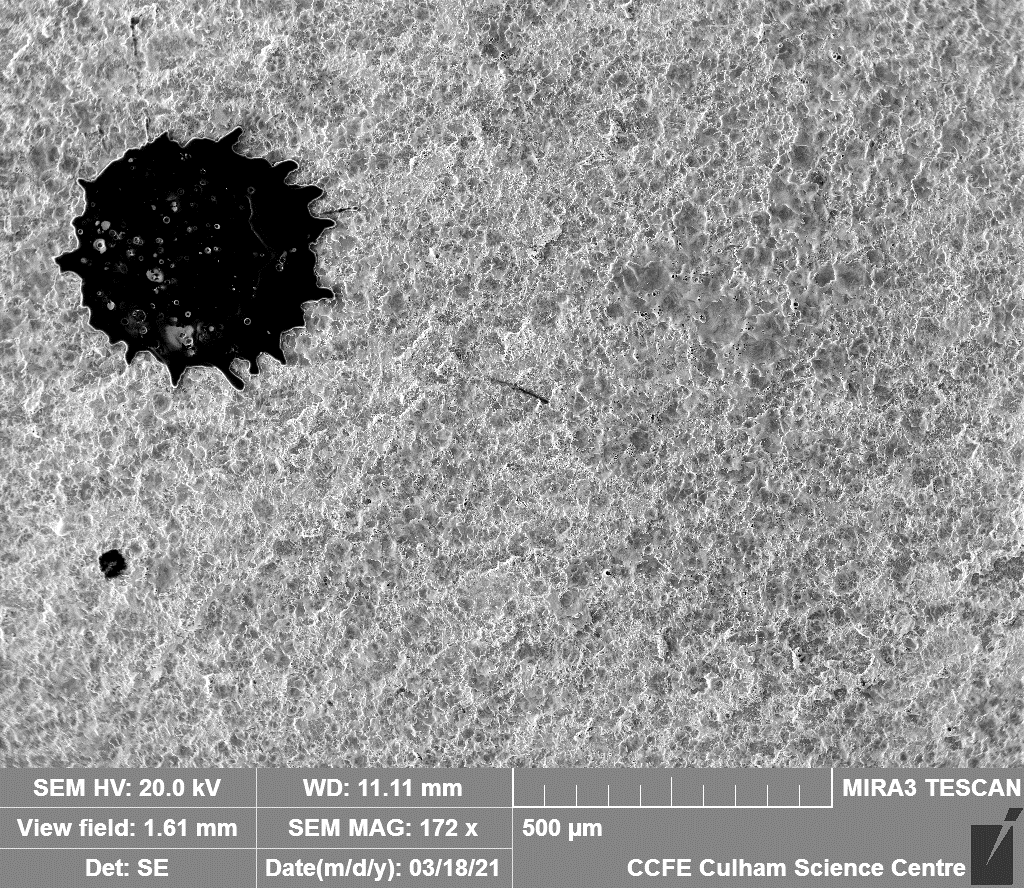 SEM HV: 20.0 kV
WD: 11.11 mm
MIRA3 TESCAN
View field: 1.61 mm
SEM MAG: 172 x
500 µm
Det: SE
Date(m/d/y): 03/18/21
CCFE Culham Science Centre